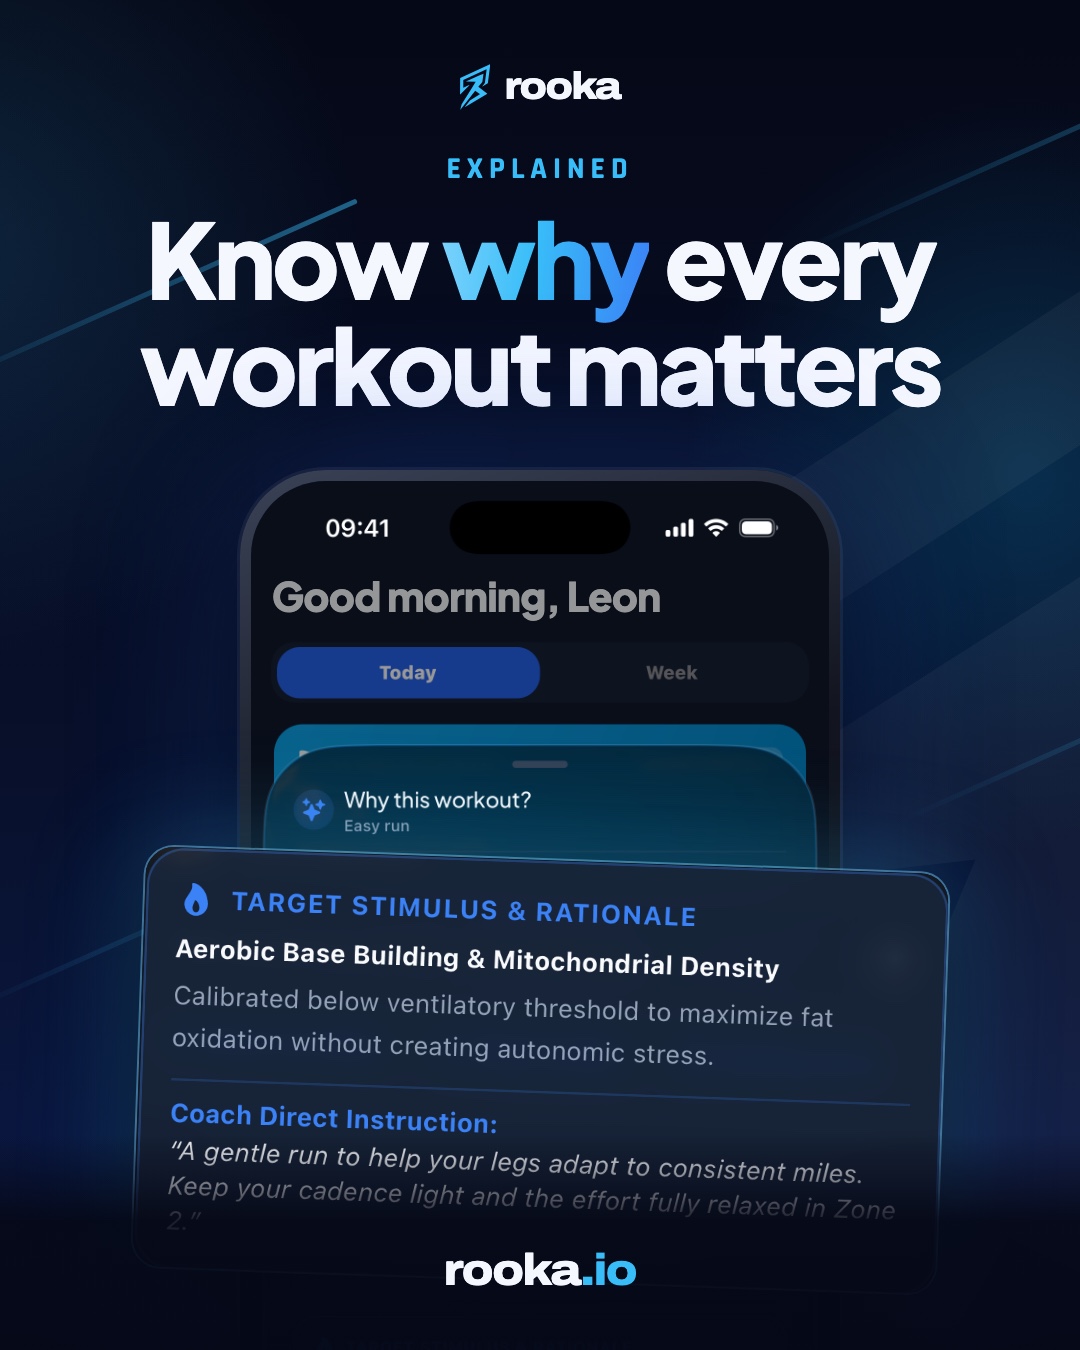 rooka
EXPLAINED
Know why every
workout matters
09:41
Good morning, Leon
Today
Week
Why this workout?
Easy run
TARGET STIMULUS & RATIONALE
Aerobic Base Building & Mitochondrial Density
Calibrated below ventilatory threshold to maximize fat
oxidation without creating autonomic stress.
Coach Direct Instruction:
“A gentle run to help your legs adapt to consistent miles.
Keep your cadence light and the effort fully relaxed in Zone
2.”
rooka.io